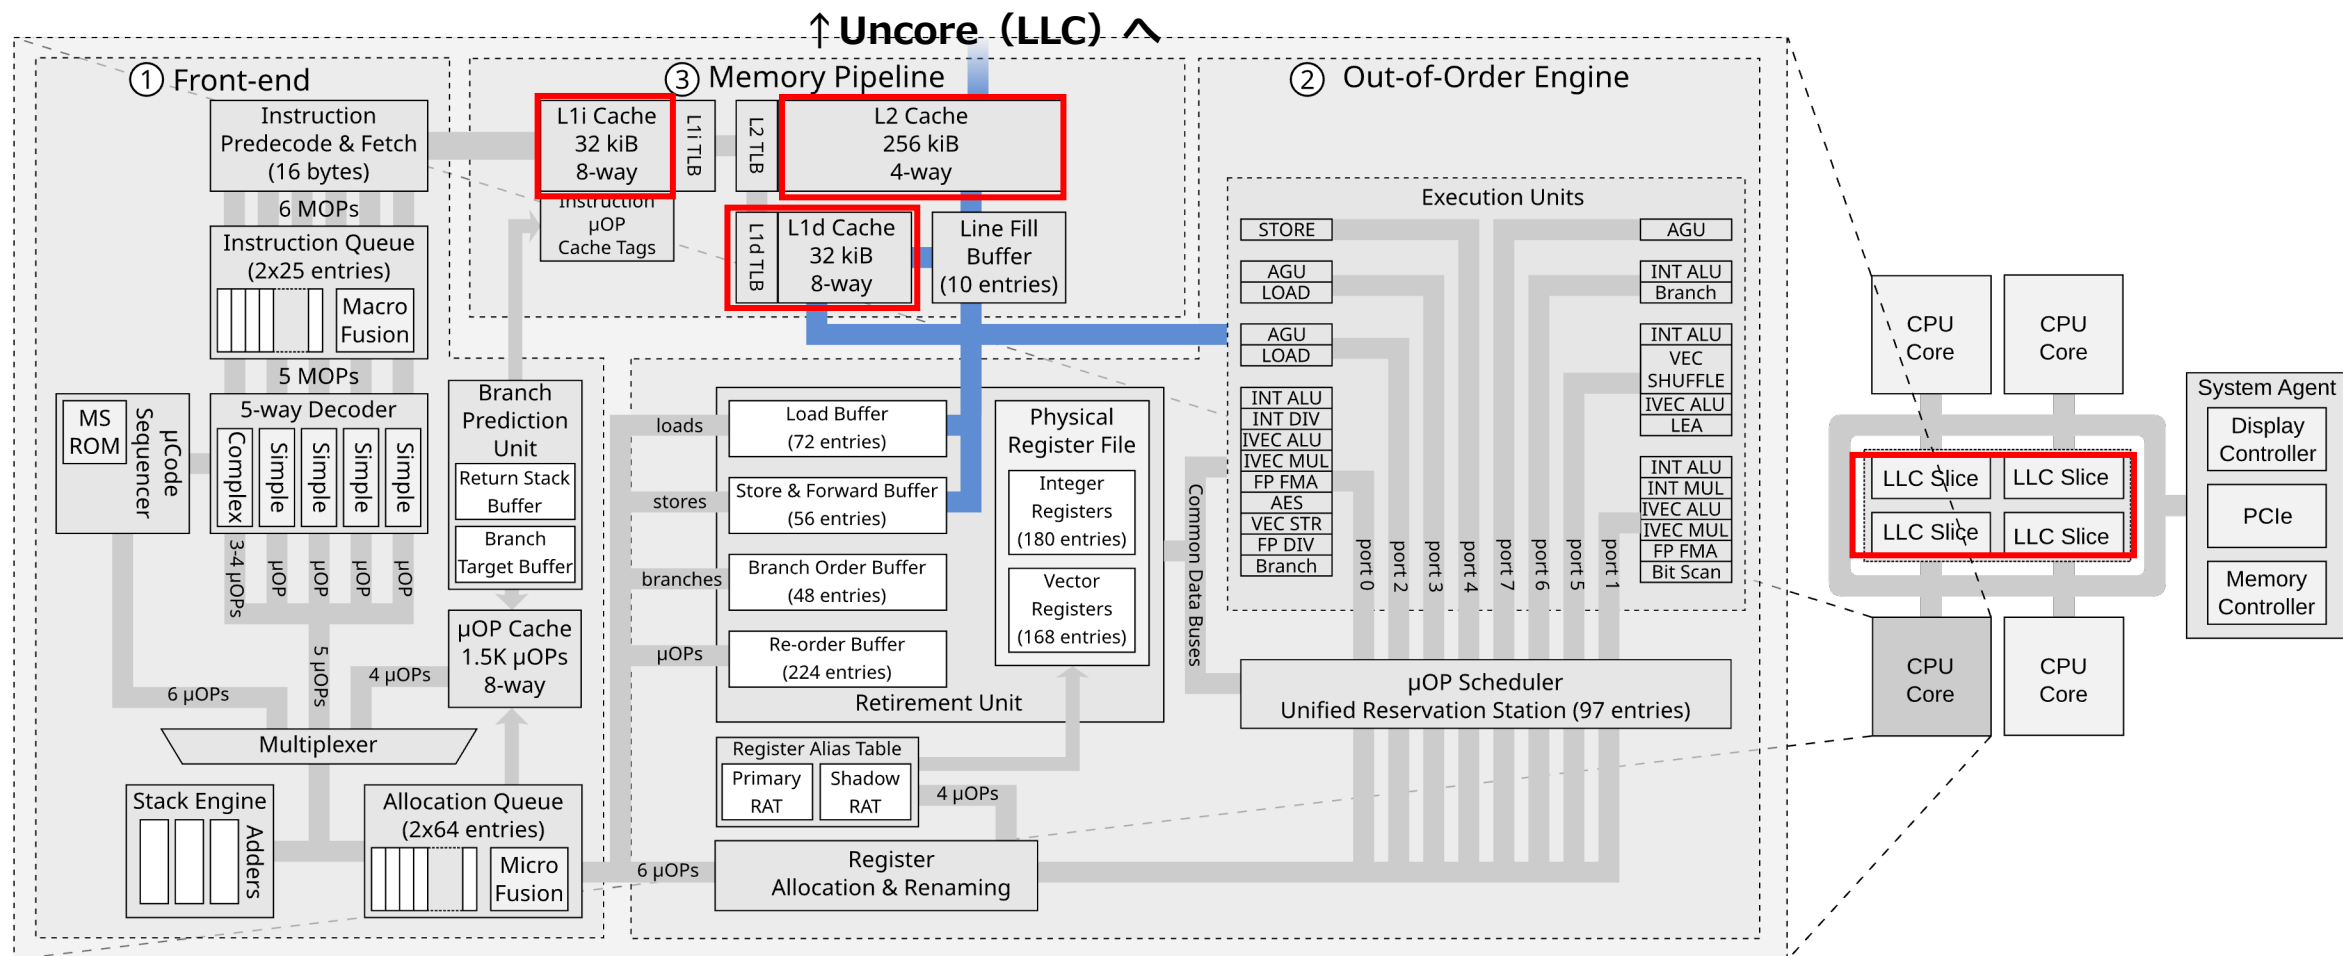 ↑Uncore（LLC）へ
① Front-end
Instruction
Predecode & Fetch
(16 bytes)
6 MOPs
Instruction Queue
(2x25 entries)
Macro
Fusion
5 MOPs
5-way Decoder
Complex
Simple
Simple
Simple
Simple
MS
ROM
µCode
Sequencer
3-4 µOPs
µOP
µOP
µOP
µOP
Branch
Prediction
Unit
Return Stack
Buffer
Branch
Target Buffer
µOP Cache
1.5K µOPs
8-way
5 µOPs
4 µOPs
6 µOPs
Multiplexer
Stack Engine
Adders
Allocation Queue
(2x64 entries)
Micro
Fusion
③ Memory Pipeline
L1i Cache
32 kiB
8-way
L1i TLB
Instruction
µOP
Cache Tags
L2 TLB
L2 Cache
256 kiB
4-way
L1d TLB
L1d Cache
32 kiB
8-way
Line Fill
Buffer
(10 entries)
② Out-of-Order Engine
Execution Units
STORE
AGU
LOAD
AGU
LOAD
INT ALU
INT DIV
IVEC ALU
IVEC MUL
FP FMA
AES
VEC STR
FP DIV
Branch
port 0
port 2
port 3
port 4
port 7
port 6
port 5
port 1
AGU
INT ALU
Branch
INT ALU
VEC
SHUFFLE
IVEC ALU
LEA
INT ALU
INT MUL
IVEC ALU
IVEC MUL
FP FMA
Bit Scan
loads
Load Buffer
(72 entries)
stores
Store & Forward Buffer
(56 entries)
branches
Branch Order Buffer
(48 entries)
µOPs
Re-order Buffer
(224 entries)
Retirement Unit
Physical
Register File
Integer
Registers
(180 entries)
Vector
Registers
(168 entries)
Common Data Buses
µOP Scheduler
Unified Reservation Station (97 entries)
Register Alias Table
Primary
RAT
Shadow
RAT
4 µOPs
6 µOPs
Register
Allocation & Renaming
CPU
Core
CPU
Core
LLC Slice
LLC Slice
LLC Slice
LLC Slice
CPU
Core
CPU
Core
System Agent
Display
Controller
PCIe
Memory
Controller